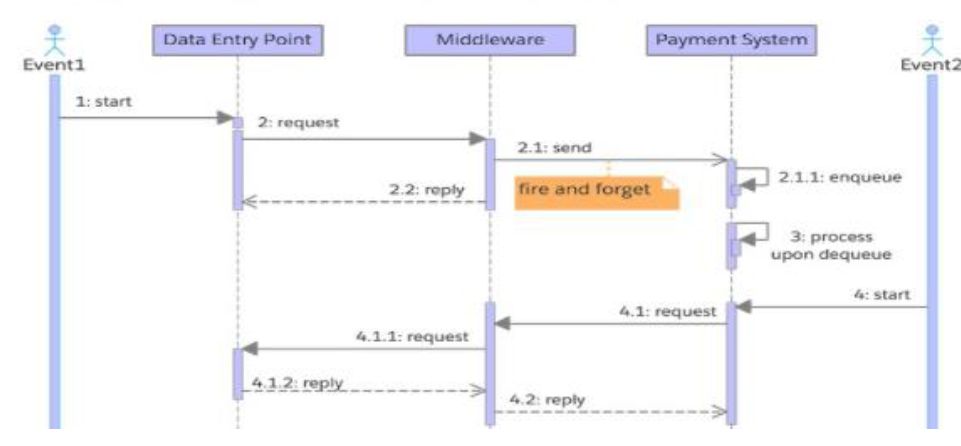 Data Entry Point
Middleware
Payment System
Event1
Event2
1: start
2: request
2.1: send
2.1.1: enqueue
2.2: reply
fire and forget
3: process
upon dequeue
4: start
4.1: request
4.1.1: request
4.1.2: reply
4.2: reply